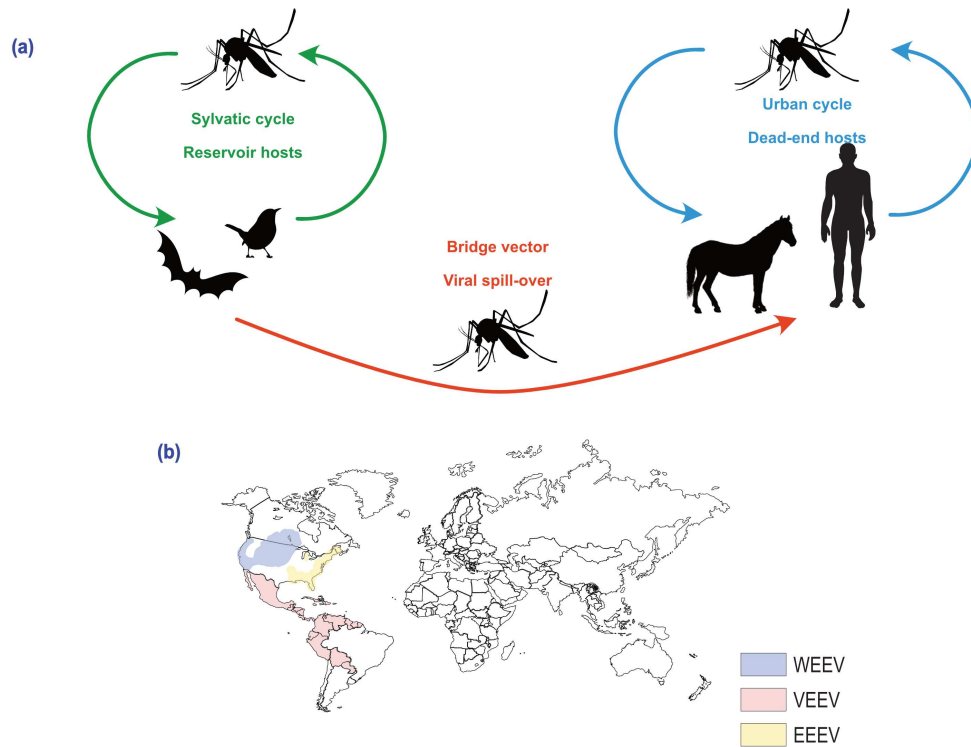 (a)
Sylvatic cycle
Reservoir hosts
Urban cycle
Dead-end hosts
Bridge vector
Viral spill-over
(b)
WEEV
VEEV
EEEV